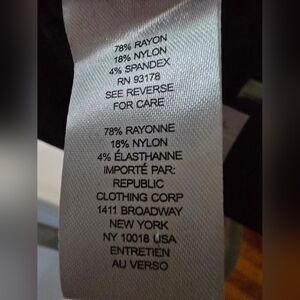 78% RAYON
18% NYLON
4% SPANDEX
RN 93178
SEE REVERSE
FOR CARE
78% RAYONNE
18% NYLON
4% ÉLASTHANNE
IMPORTÉ PAR:
REPUBLIC
CLOTHING CORP
1411 BROADWAY
NEW YORK
NY 10018 USA
ENTRETIEN
AU VERSO